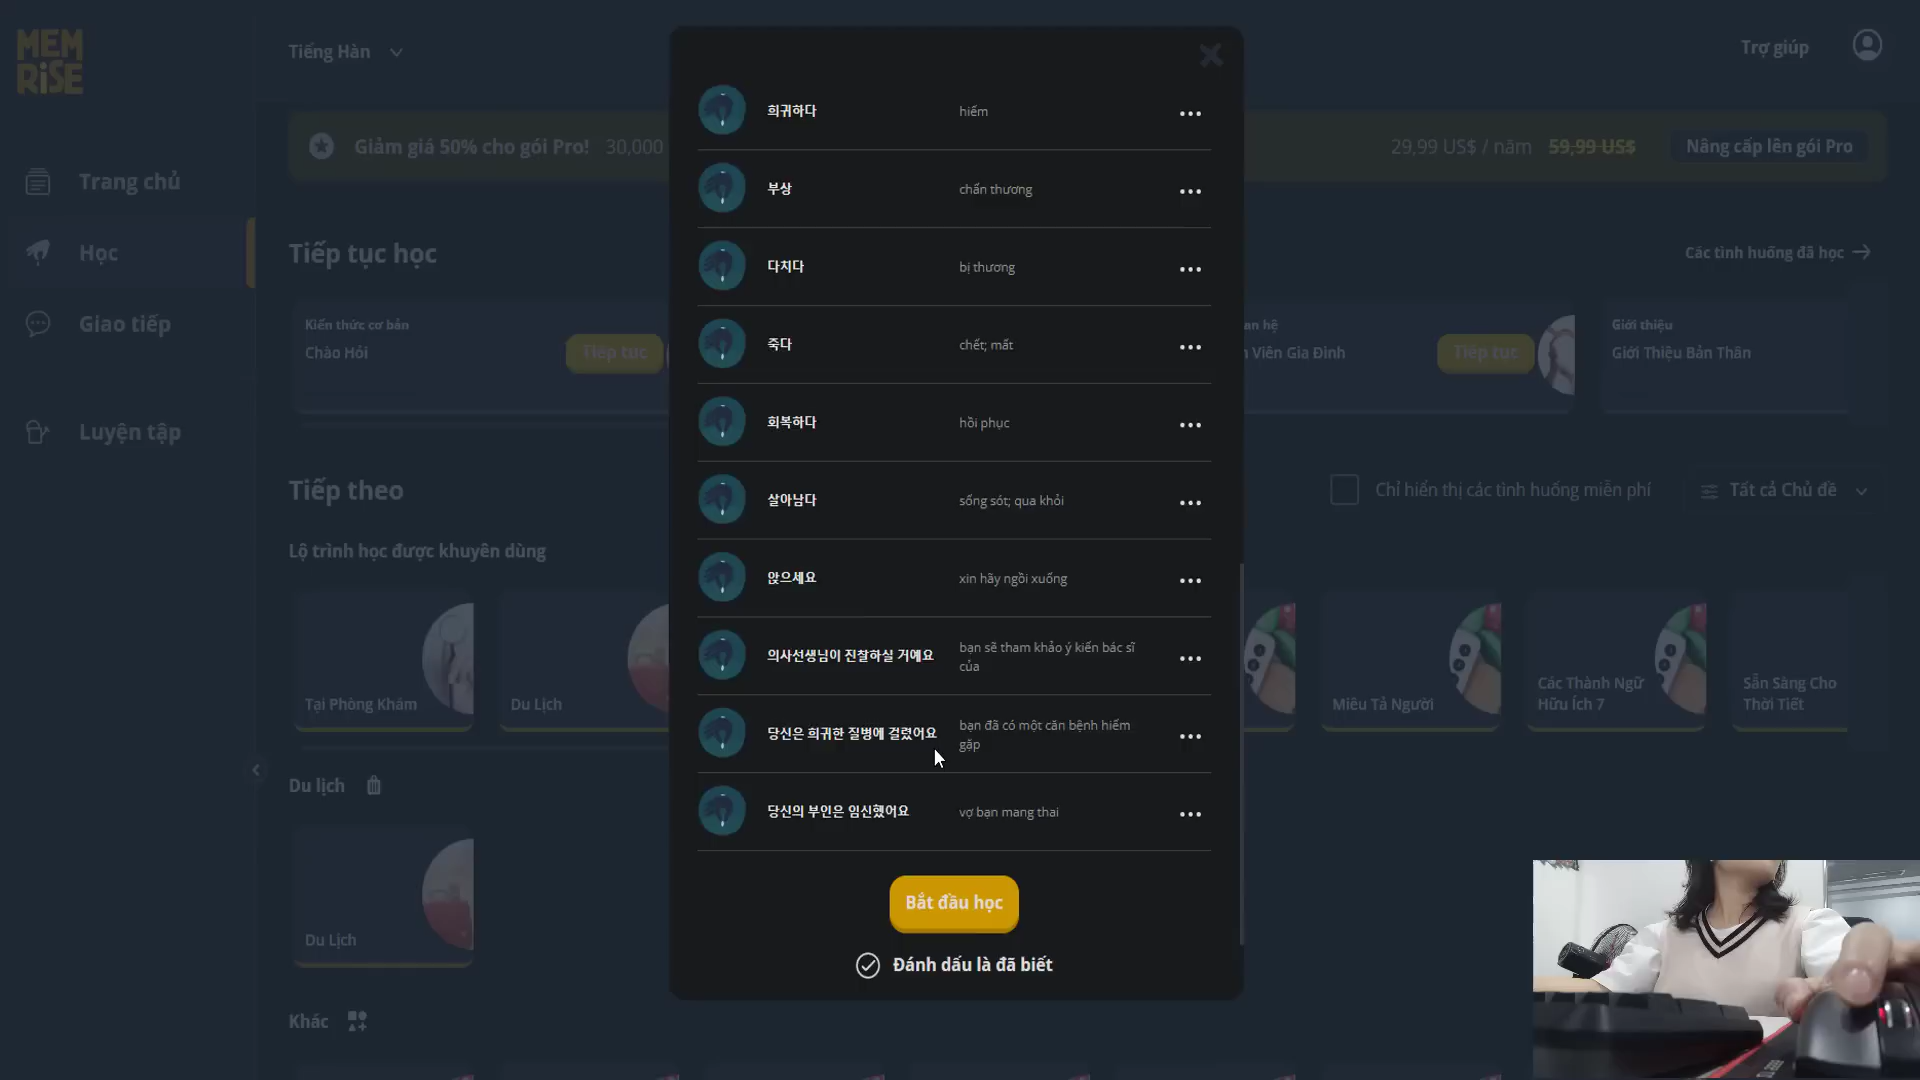 MEM
RiSE
Tiếng Hàn
Trợ giúp
Giảm giá 50% cho gói Pro! 30,000
29,99 US$ / năm 59,99 US$ Nâng cấp lên gói Pro
Trang chủ
Học
Giao tiếp
Luyện tập
Tiếp tục học
Các tình huống đã học
Kiến thức cơ bản
Chào Hỏi
Tiếp tục
Viên Gia Đình
Tiếp tục
Giới thiệu
Giới Thiệu Bản Thân
Tiếp theo
Chỉ hiển thị các tình huống miễn phí
Tất cả Chủ đề
Lộ trình học được khuyên dùng
Tại Phòng Khám
Du Lịch
Miêu Tả Người
Các Thành Ngữ
Hữu Ích 7
Sẵn Sàng Cho
Thời Tiết
Du lịch
Du Lịch
Khác
희귀하다 hiếm
부상 chấn thương
다치다 bị thương
죽다 chết; mất
회복하다 hồi phục
살아남다 sống sót; qua khỏi
앉으세요 xin hãy ngồi xuống
의사선생님이 진찰하실 거예요 bạn sẽ tham khảo ý kiến bác sĩ
của
당신은 희귀한 질병에 걸렸어요 bạn đã có một căn bệnh hiếm
gặp
당신의 부인은 임신했어요 vợ bạn mang thai
Bắt đầu học
Đánh dấu là đã biết